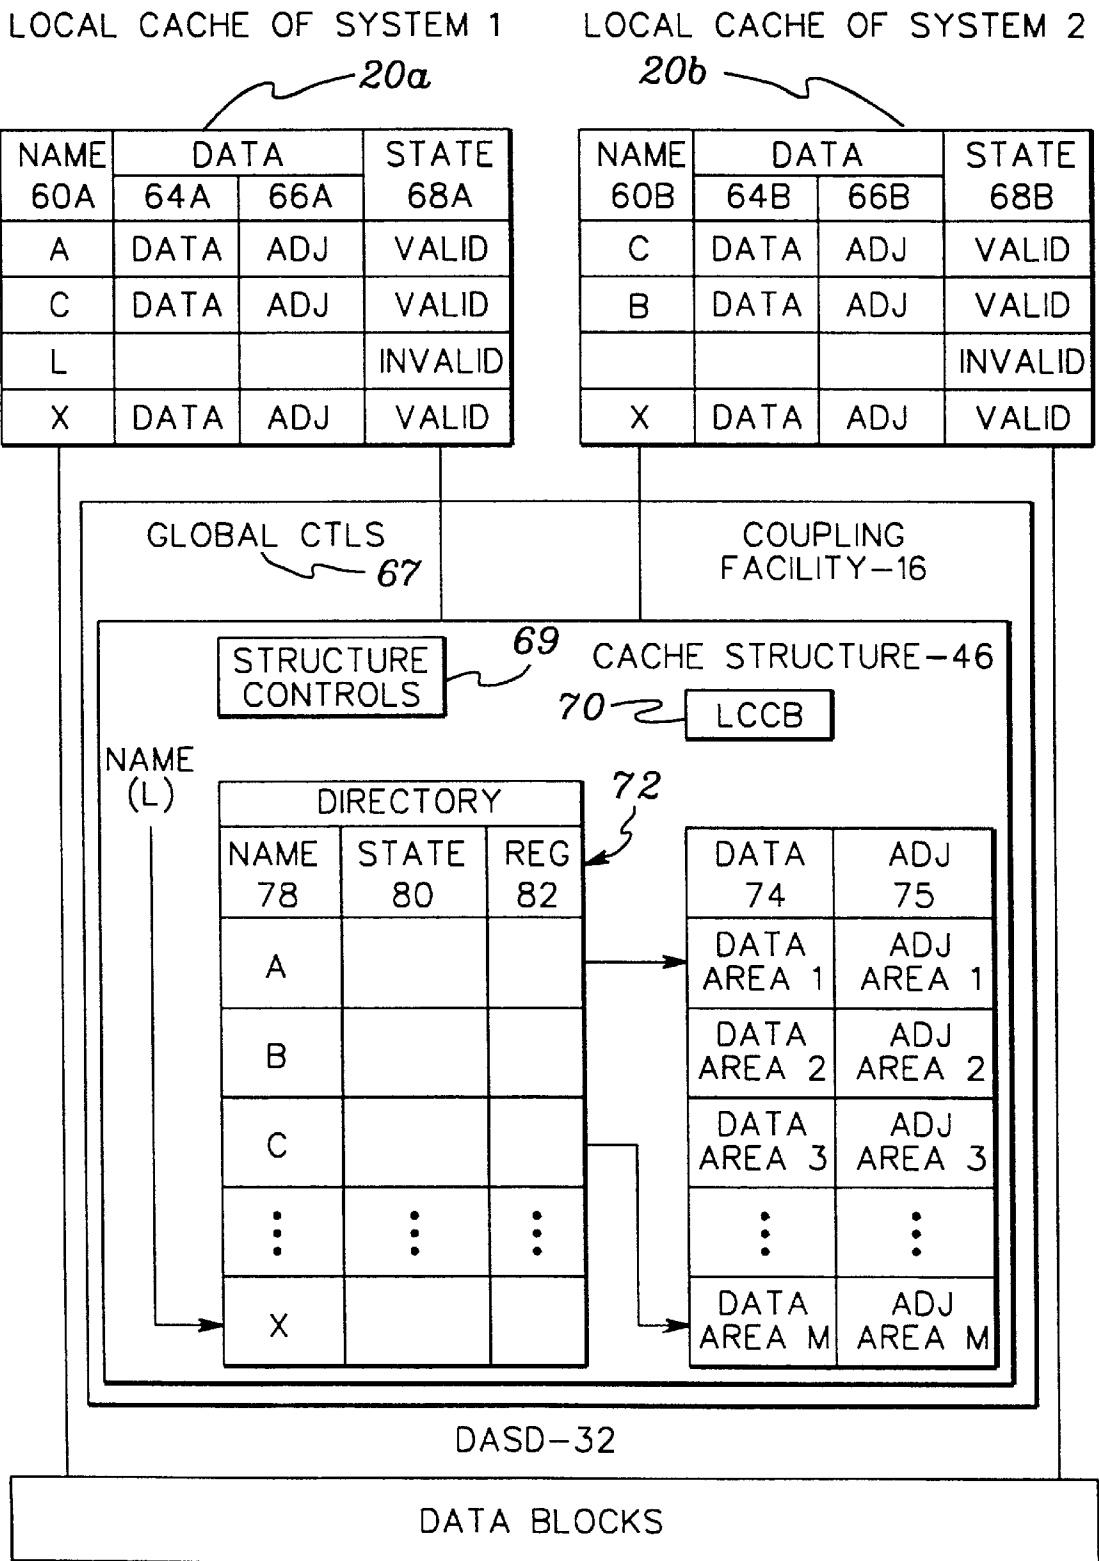 LOCAL CACHE OF SYSTEM 1 LOCAL CACHE OF SYSTEM 2
20a 20b
NAME DATA STATE
60A 64A 66A 68A
A DATA ADJ VALID
C DATA ADJ VALID
L INVALID
X DATA ADJ VALID
NAME DATA STATE
60B 64B 66B 68B
C DATA ADJ VALID
B DATA ADJ VALID
INVALID
X DATA ADJ VALID
GLOBAL CTLS
67
COUPLING
FACILITY-16
STRUCTURE
CONTROLS
69
CACHE STRUCTURE-46
70 LCCB
NAME
(L)
72
DIRECTORY
NAME STATE REG
78 80 82
A
B
C
X
DATA ADJ
74 75
DATA ADJ
AREA 1 AREA 1
DATA ADJ
AREA 2 AREA 2
DATA ADJ
AREA 3 AREA 3
DATA ADJ
AREA M AREA M
DASD-32
DATA BLOCKS